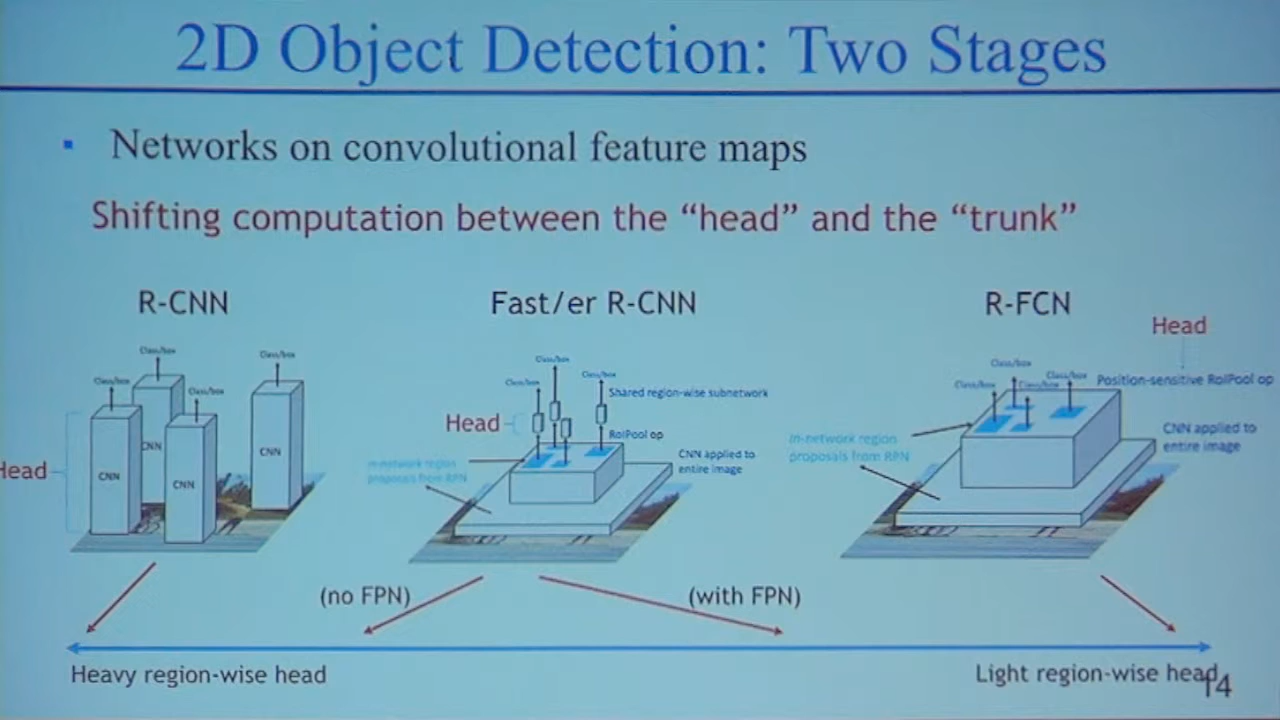 2D Object Detection: Two Stages
▪ Networks on convolutional feature maps
Shifting computation between the “head” and the “trunk”
R-CNN
Fast/er R-CNN
R-FCN
Head
Class/box
Class/box
Class/box
Class/box
CNN
CNN
CNN
CNN
Head
Class/box
Class/box
Class/box
Shared region-wise subnetwork
Head
RoIPool op
CNN applied to
entire image
In-network region
proposals from RPN
Class/box
Class/box
Class/box
Class/box
Position-sensitive RoIPool op
CNN applied to
entire image
In-network region
proposals from RPN
(no FPN)
(with FPN)
Heavy region-wise head
Light region-wise head
14